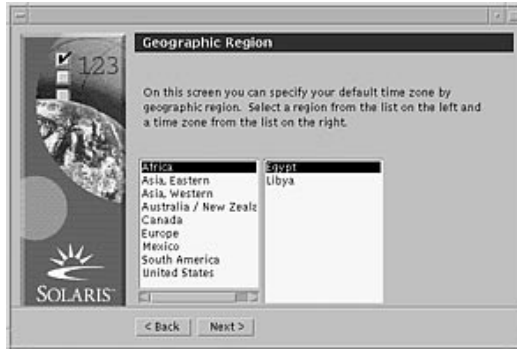 Geographic Region
123
On this screen you can specify your default time zone by
geographic region. Select a region from the list on the left and
a time zone from the list on the right.
Africa
Asia, Eastern
Asia, Western
Australia / New Zeala
Canada
Europe
Mexico
South America
United States
Egypt
Libya
SOLARIS
< Back
Next >